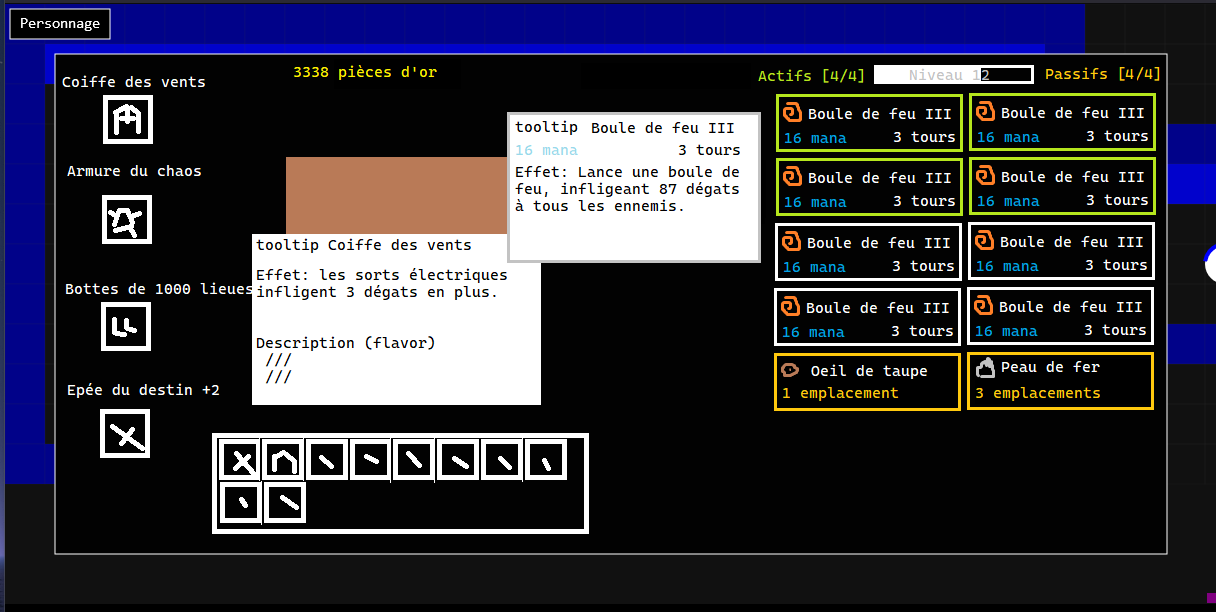 Personnage
3338 pièces d'or
Actifs [4/4]
Niveau 12
Passifs [4/4]
Coiffe des vents
Armure du chaos
Bottes de 1000 lieues
Epée du destin +2
tooltip Boule de feu III
16 mana 3 tours
Effet: Lance une boule de
feu, infligeant 87 dégats
à tous les ennemis.
tooltip Coiffe des vents
Effet: les sorts électriques
infligent 3 dégats en plus.
Description (flavor)
///
///
Boule de feu III
16 mana 3 tours
Boule de feu III
16 mana 3 tours
Boule de feu III
16 mana 3 tours
Boule de feu III
16 mana 3 tours
Boule de feu III
16 mana 3 tours
Boule de feu III
16 mana 3 tours
Boule de feu III
16 mana 3 tours
Boule de feu III
16 mana 3 tours
Oeil de taupe
1 emplacement
Peau de fer
3 emplacements